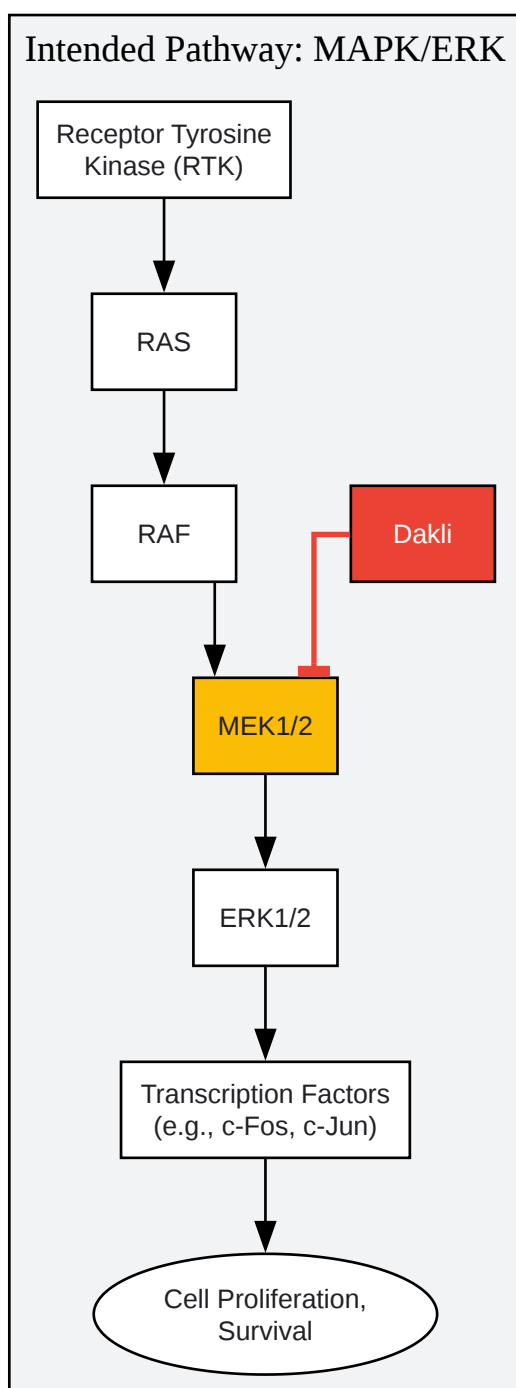 Intended Pathway: MAPK/ERK
Receptor Tyrosine
Kinase (RTK)
RAS
RAF
Dakli
MEK1/2
ERK1/2
Transcription Factors
(e.g., c-Fos, c-Jun)
Cell Proliferation,
Survival